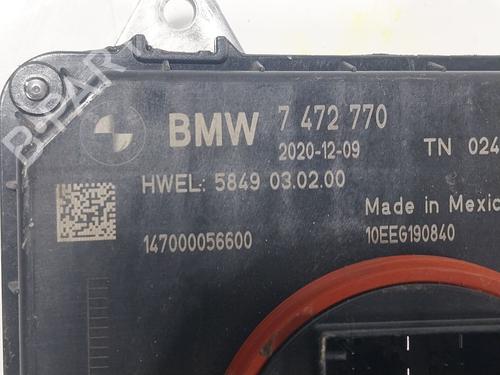 B-PARTS
BMW 7 472 770
2020-12-09 TN 024
HWEL: 5849 03.02.00
Made in Mexic
147000056600 10EEG190840